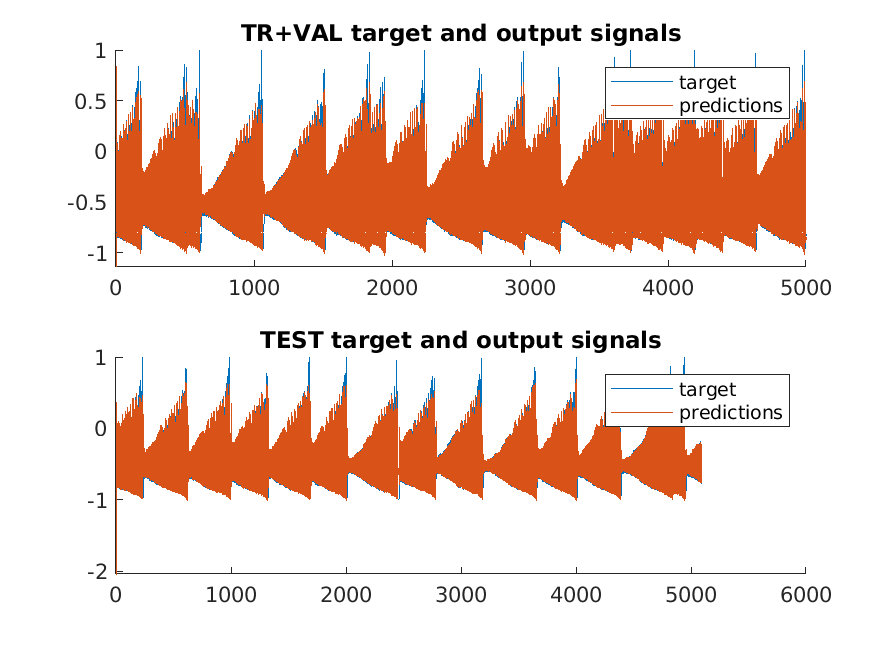 TR+VAL target and output signals
1
0.5
0
-0.5
-1
target
predictions
0 1000 2000 3000 4000 5000
TEST target and output signals
1
0
-1
-2
target
predictions
0 1000 2000 3000 4000 5000 6000